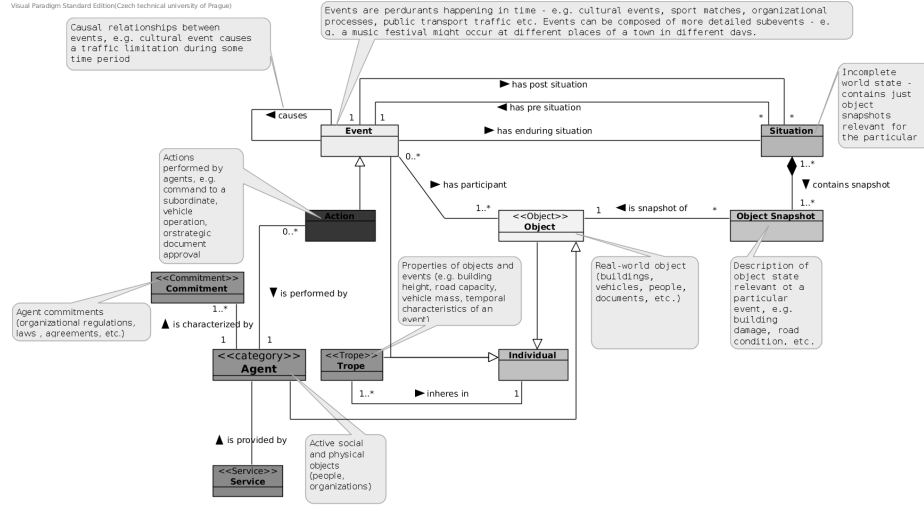 Visual Paradigm Standard Edition(Czech technical university of Prague)
Events are perdurants happening in time - e.g. cultural events, sport matches, organizational
processes, public transport traffic etc. Events can be composed of more detailed subevents - e.
g. a music festival might occur at different places of a town in different days.
Causal relationships between
events, e.g. cultural event causes
a traffic limitation during some
time period
Incomplete
world state -
contains just
object
snapshots
relevant for
the particular
has post situation
has pre situation
has enduring situation
causes
1
1
*
*
Event
Situation
0..*
1..*
contains snapshot
1..*
Actions
performed by
agents, e.g.
command to a
subordinate,
vehicle
operation,
orstrategic
document
approval
has participant
1..*
Action
0..*
<<Object>>
Object
1
is snapshot of
*
Object Snapshot
<<Commitment>>
Commitment
1..*
is performed by
Properties of objects and
events (e.g. building
height, road capacity,
vehicle mass, temporal
characteristics of an
event)
Real-world object
(buildings,
vehicles, people,
documents, etc.)
Description of
object state
relevant ot a
particular
event, e.g.
building
damage, road
condition, etc.
Agent commitments
(organizational regulations,
laws , agreements, etc.)
is characterized by
1
1
<<category>>
Agent
<<Trope>>
Trope
Individual
1..*
inheres in
1
is provided by
Active social
and physical
objects
(people,
organizations)
<<Service>>
Service